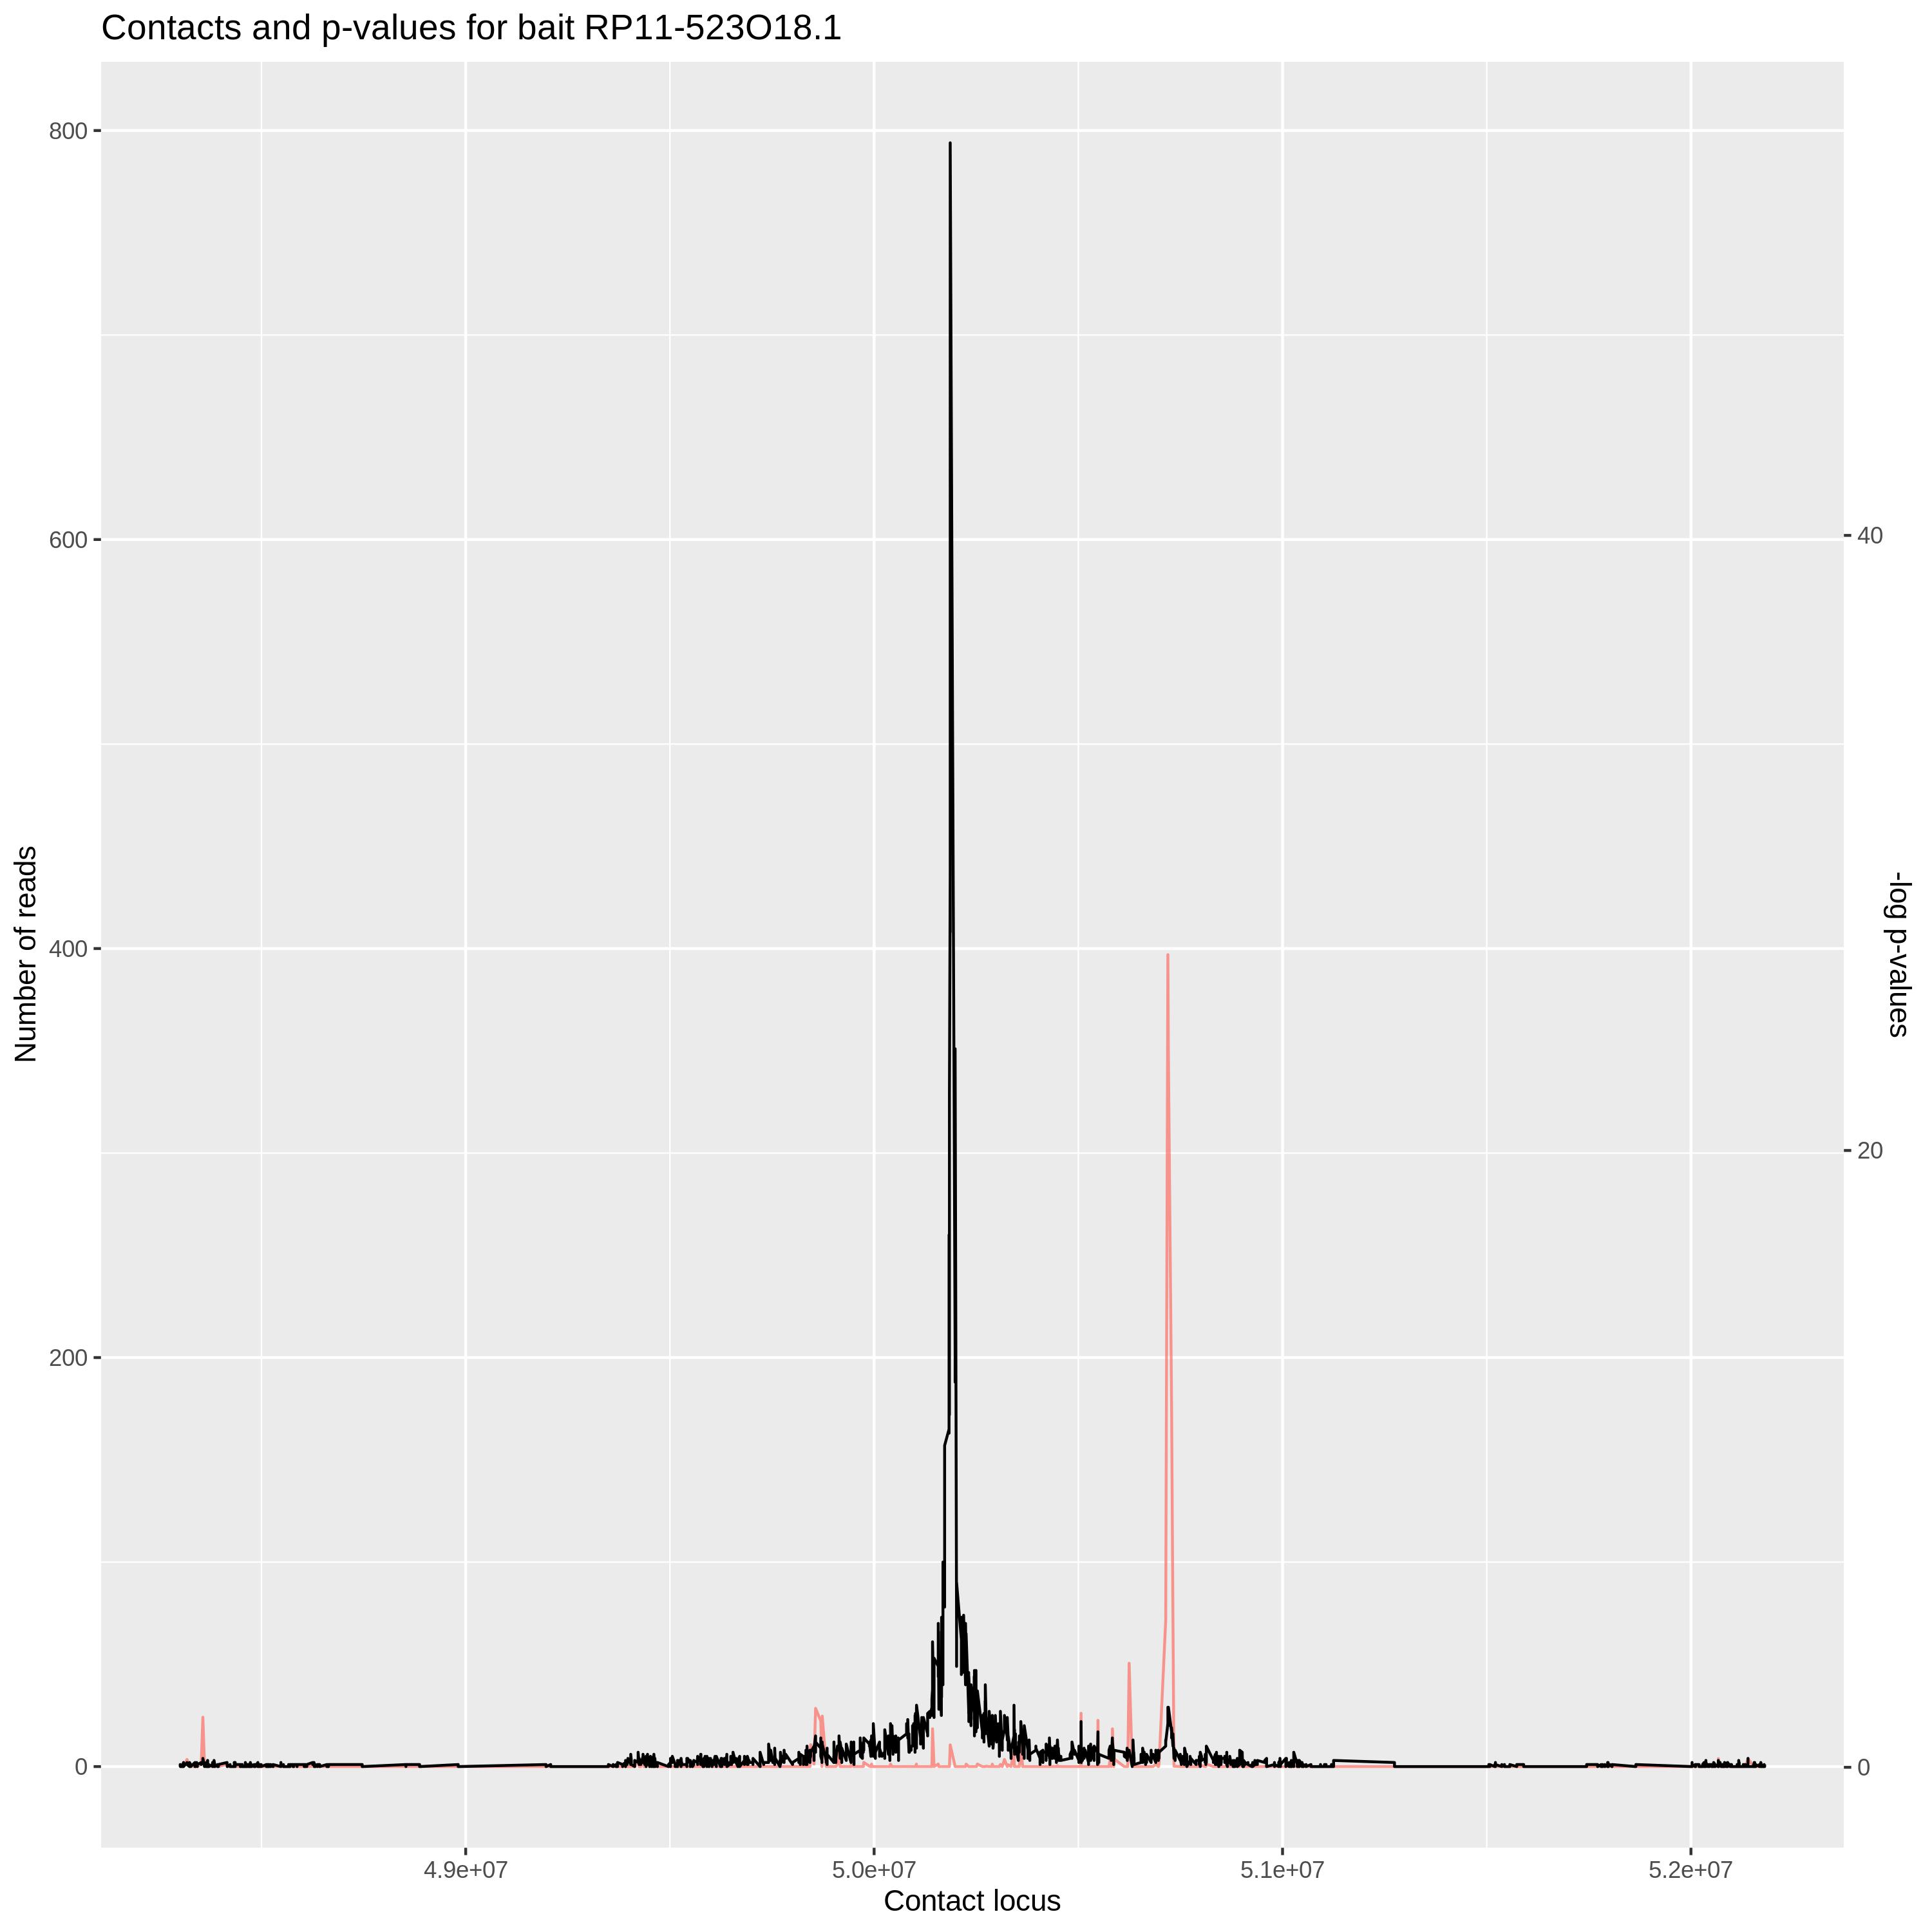 Contacts and p-values for bait RP11-523O18.1
800
600
400
200
0
Number of reads
40
20
0
-log p-values
4.9e+07
5.0e+07
5.1e+07
5.2e+07
Contact locus